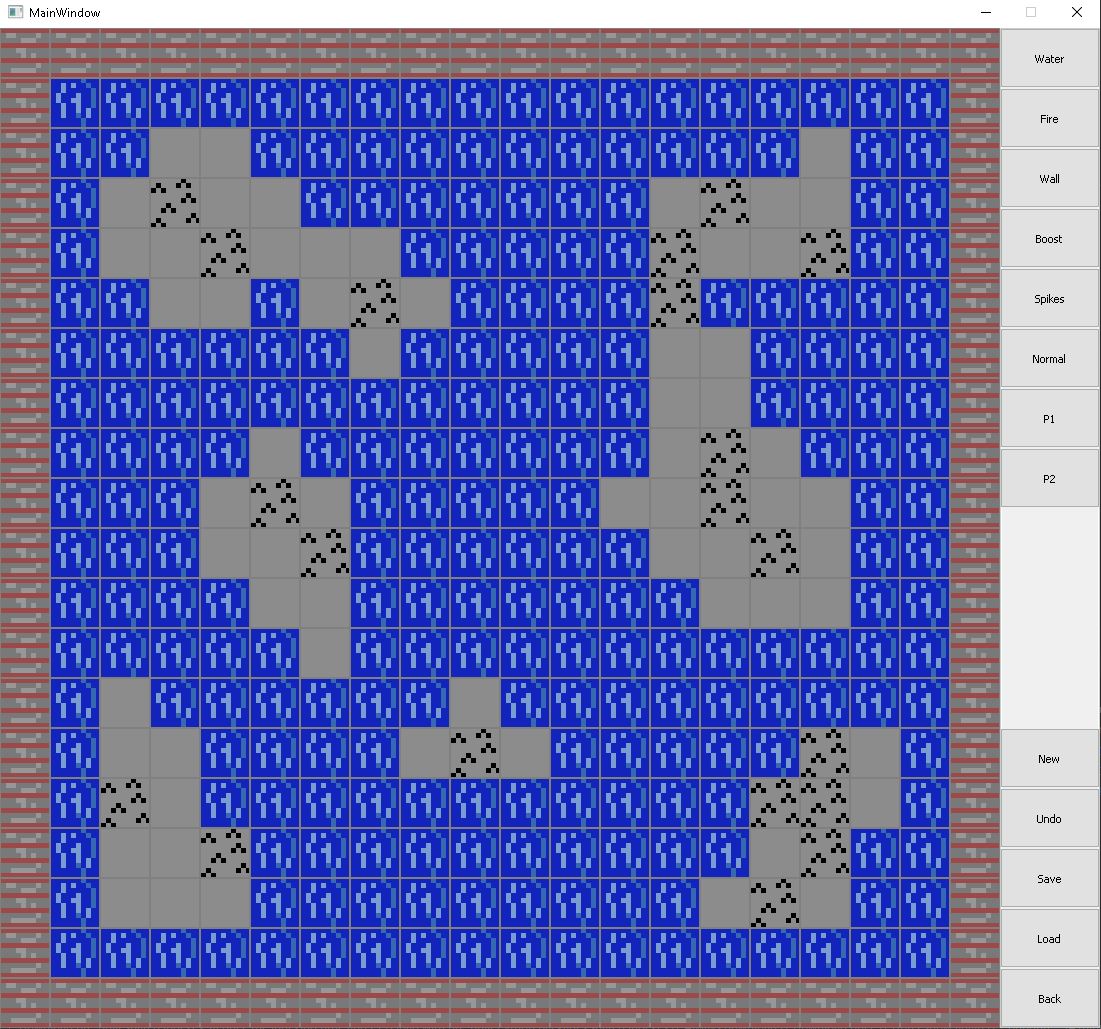 MainWindow
Water
Fire
Wall
Boost
Spikes
Normal
P1
P2
New
Undo
Save
Load
Back